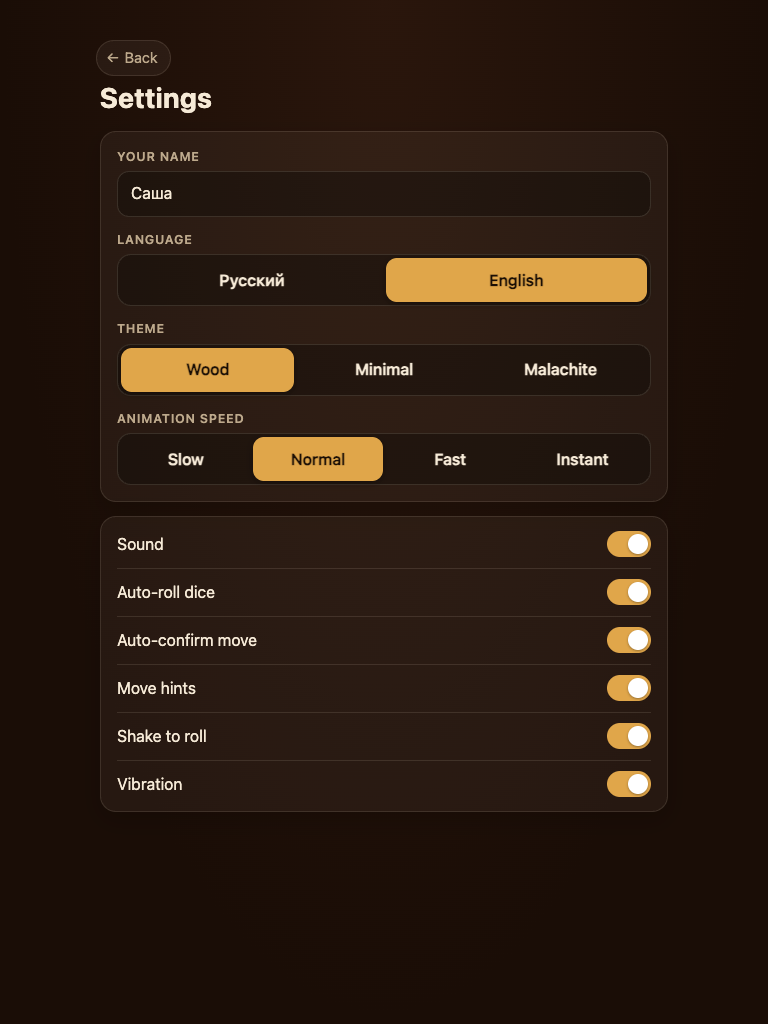 ← Back
Settings
YOUR NAME
Саша
LANGUAGE
Русский English
THEME
Wood Minimal Malachite
ANIMATION SPEED
Slow Normal Fast Instant
Sound
Auto-roll dice
Auto-confirm move
Move hints
Shake to roll
Vibration